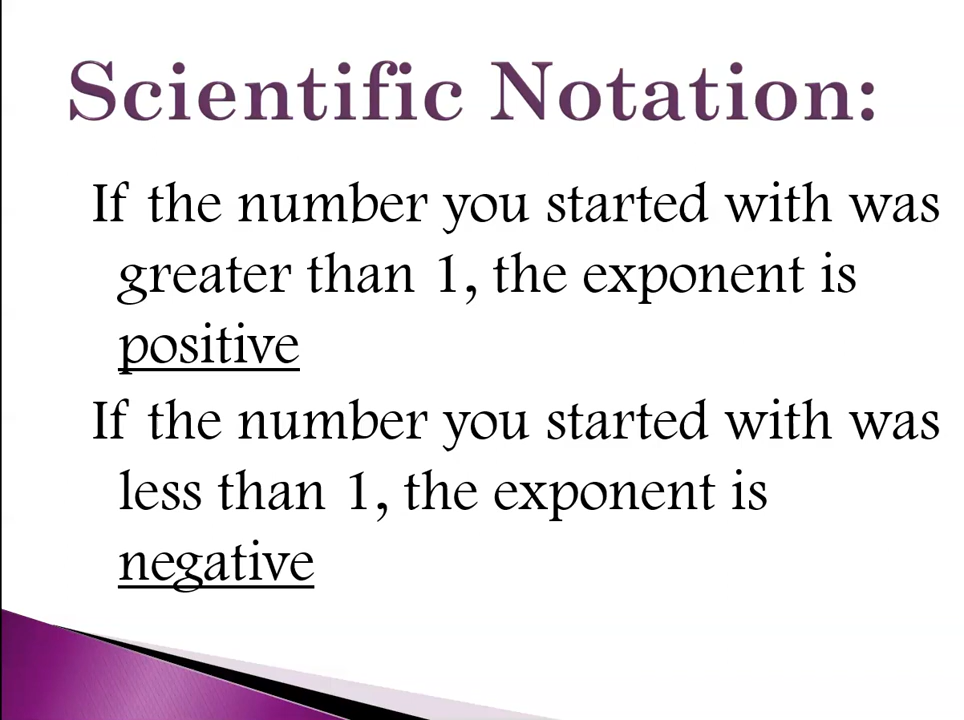 Scientific Notation:
If the number you started with was
greater than 1, the exponent is
positive
If the number you started with was
less than 1, the exponent is
negative